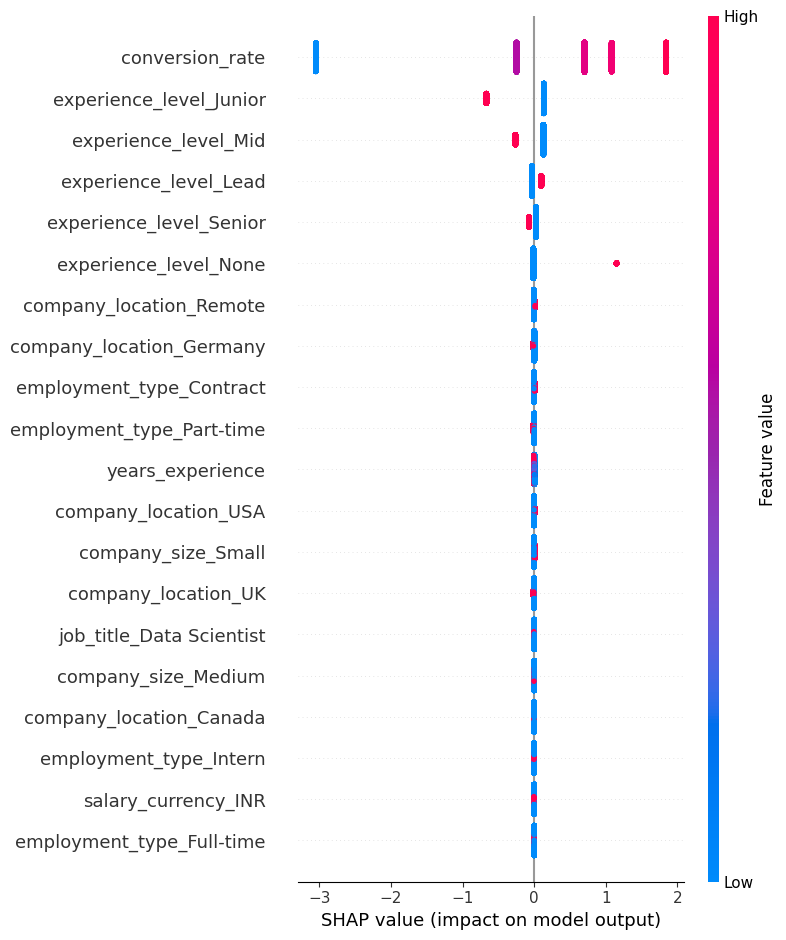 High
conversion_rate
experience_level_Junior
experience_level_Mid
experience_level_Lead
experience_level_Senior
experience_level_None
company_location_Remote
company_location_Germany
employment_type_Contract
employment_type_Part-time
years_experience
company_location_USA
company_size_Small
company_location_UK
job_title_Data Scientist
company_size_Medium
company_location_Canada
employment_type_Intern
salary_currency_INR
employment_type_Full-time
Feature value
Low
−3 −2 −1 0 1 2
SHAP value (impact on model output)